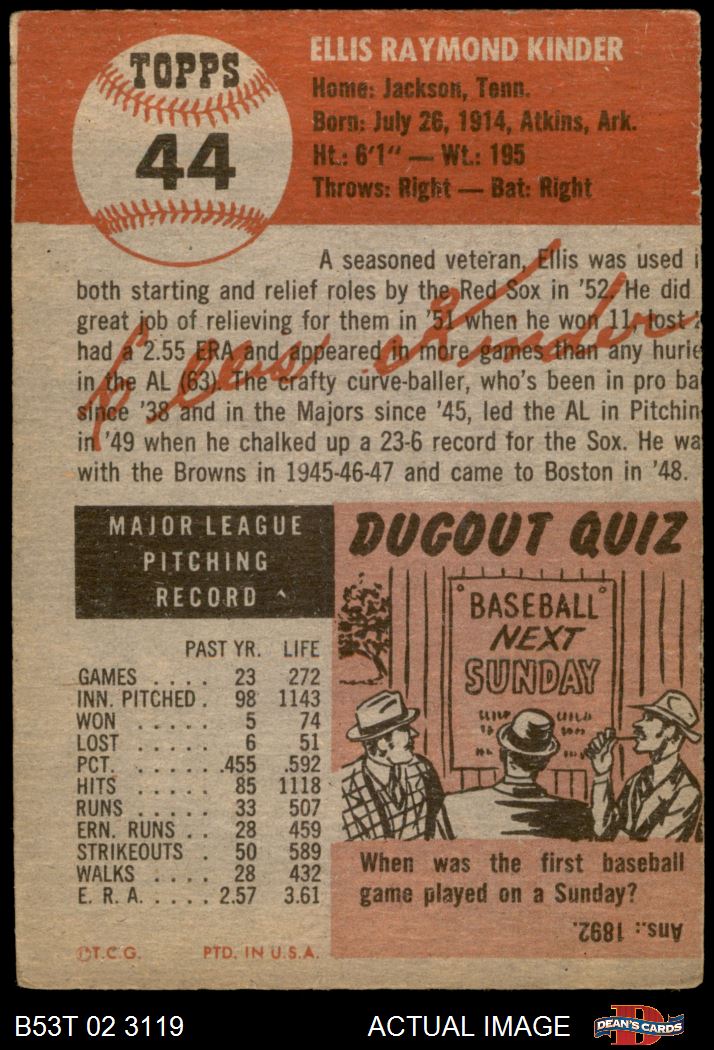 TOPPS
44
ELLIS RAYMOND KINDER
Home: Jackson, Tenn.
Born: July 26, 1914, Atkins, Ark.
Ht.: 6'1" — Wt.: 195
Throws: Right — Bat: Right
A seasoned veteran, Ellis was used i
both starting and relief roles by the Red Sox in '52. He did
great job of relieving for them in '51 when he won 11, lost
had a 2.55 ERA and appeared in more games than any hurle
in the AL (63). The crafty curve-baller, who's been in pro ba
since '38 and in the Majors since '45, led the AL in Pitchin
in '49 when he chalked up a 23-6 record for the Sox. He wa
with the Browns in 1945-46-47 and came to Boston in '48.
Ellis Kinder
MAJOR LEAGUE
PITCHING
RECORD
PAST YR. LIFE
GAMES . . . . 23 272
INN. PITCHED . 98 1143
WON . . . . . 5 74
LOST . . . . . 6 51
PCT. . . . . . .455 .592
HITS . . . . . 85 1118
RUNS . . . . . 33 507
ERN. RUNS . . 28 459
STRIKEOUTS . 50 589
WALKS . . . . 28 432
E. R. A. . . . . 2.57 3.61
DUGOUT QUIZ
BASEBALL
NEXT
SUNDAY
When was the first baseball
game played on a Sunday?
Ans.: 1892.
©T.C.G. PTD. IN U.S.A.
B53T 02 3119 ACTUAL IMAGE
DEAN'S CARDS